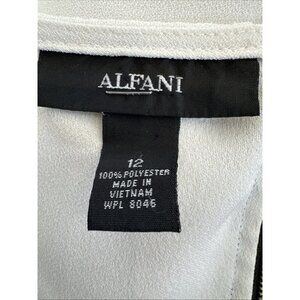 ALFANI
12
100% POLYESTER
MADE IN
VIETNAM
WPL 8046